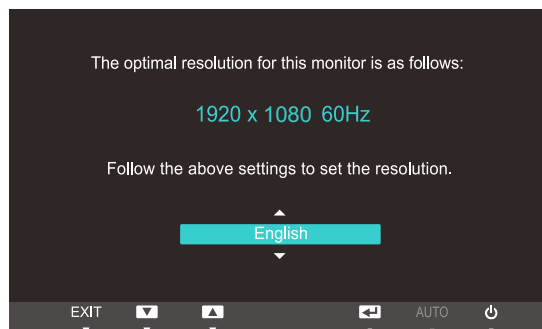 The optimal resolution for this monitor is as follows:
1920 x 1080 60Hz
Follow the above settings to set the resolution.
English
EXIT AUTO